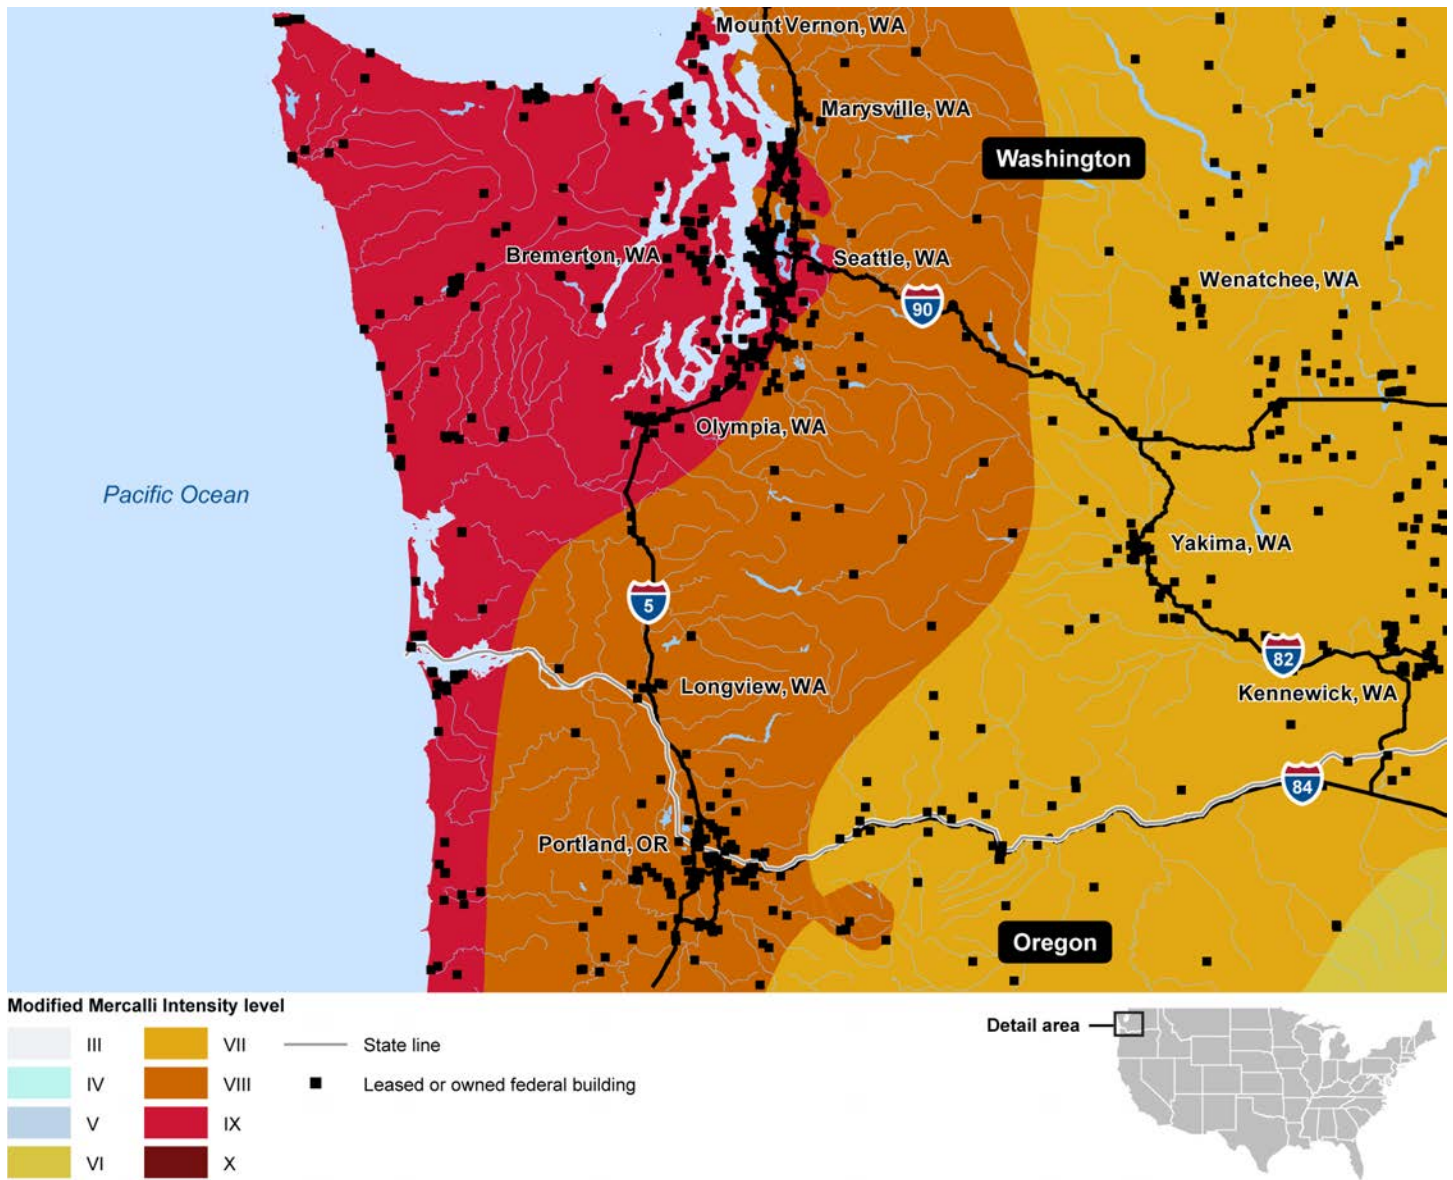 Mount Vernon, WA
Marysville, WA
Washington
Bremerton, WA
Seattle, WA
Wenatchee, WA
90
Olympia, WA
Pacific Ocean
Yakima, WA
5
82
Longview, WA
Kennewick, WA
84
Portland, OR
Oregon
Modified Mercalli Intensity level
III
VII
State line
IV
VIII
Leased or owned federal building
V
IX
VI
X
Detail area